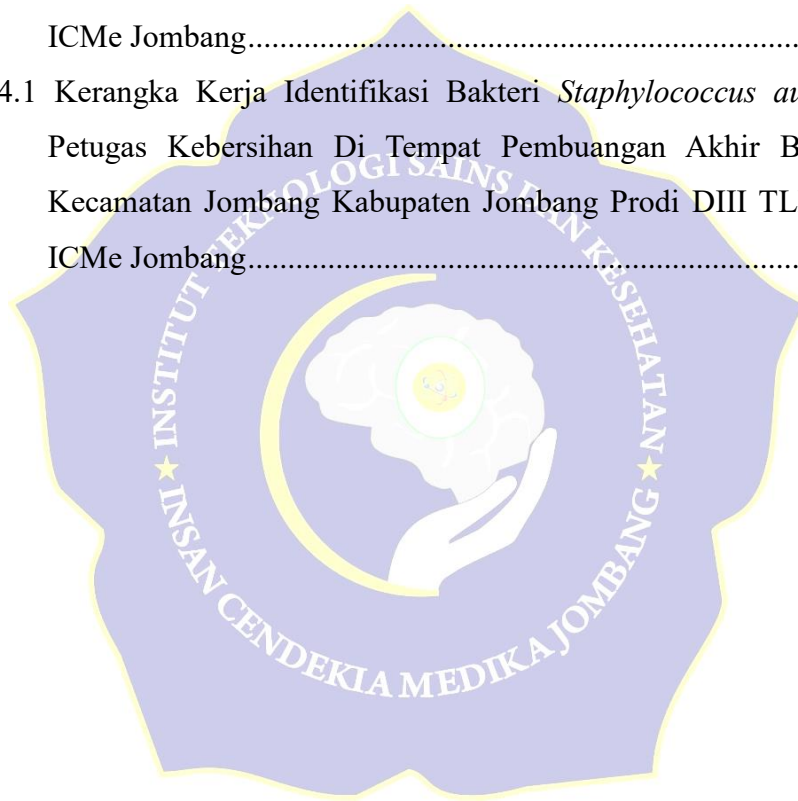 ICMe Jombang......................................................................
4.1 Kerangka Kerja Identifikasi Bakteri Staphylococcus
Petugas Kebersihan Di Tempat Pembuangan Akhir
Kecamatan Jombang Kabupaten Jombang Prodi DIII
ICMe Jombang......................................................................
INSTITUT TEKNOLOGI SAINS DAN KESEHATAN
★ INSAN CENDEKIA MEDIKA JOMBANG ★